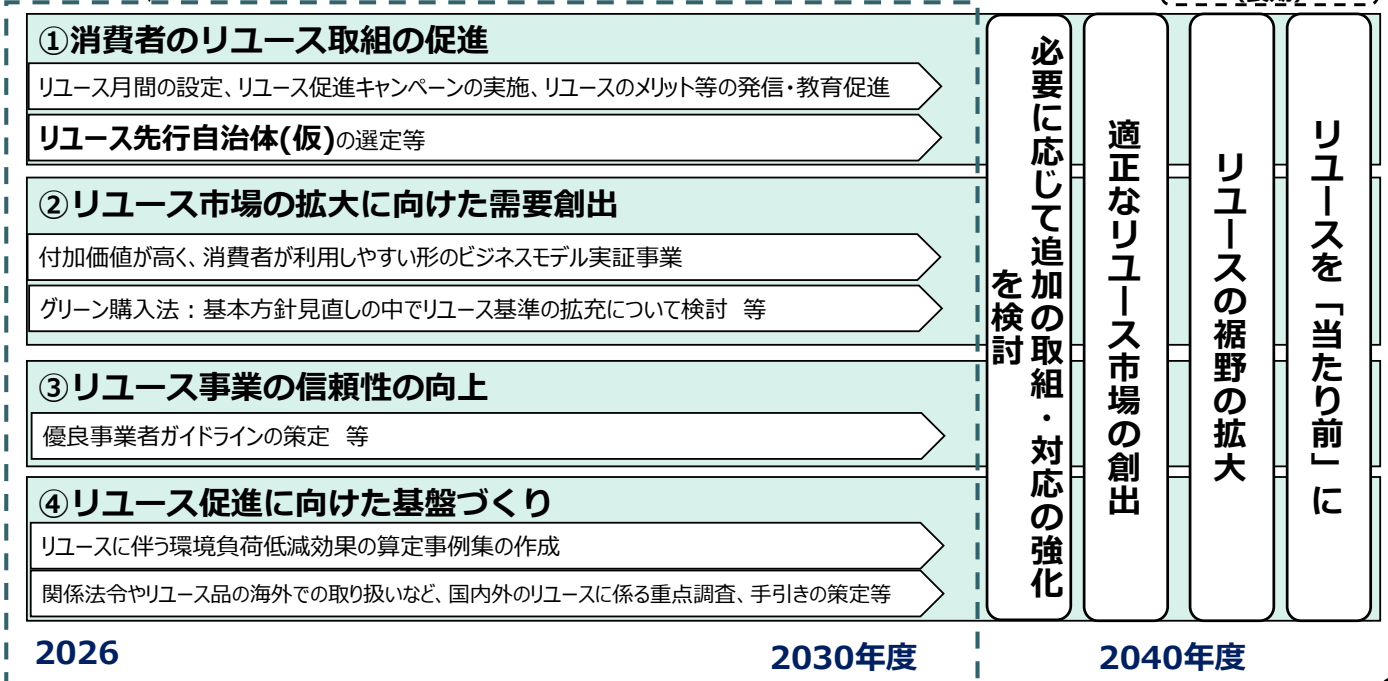 ①消費者のリユース取組の促進
リユース月間の設定、リユース促進キャンペーンの実施、リユースのメリット等の発信・教育促進
リユース先行自治体(仮)の選定等
②リユース市場の拡大に向けた需要創出
付加価値が高く、消費者が利用しやすい形のビジネスモデル実証事業
グリーン購入法：基本方針見直しの中でリユース基準の拡充について検討　等
③リユース事業の信頼性の向上
優良事業者ガイドラインの策定　等
④リユース促進に向けた基盤づくり
リユースに伴う環境負荷低減効果の算定事例集の作成
関係法令やリユース品の海外での取り扱いなど、国内外のリユースに係る重点調査、手引きの策定等
必要に応じて追加の取組・対応の強化
を検討
適正なリユース市場の創出
リユースの裾野の拡大
リユースを「当たり前」に
2026
2030年度
2040年度